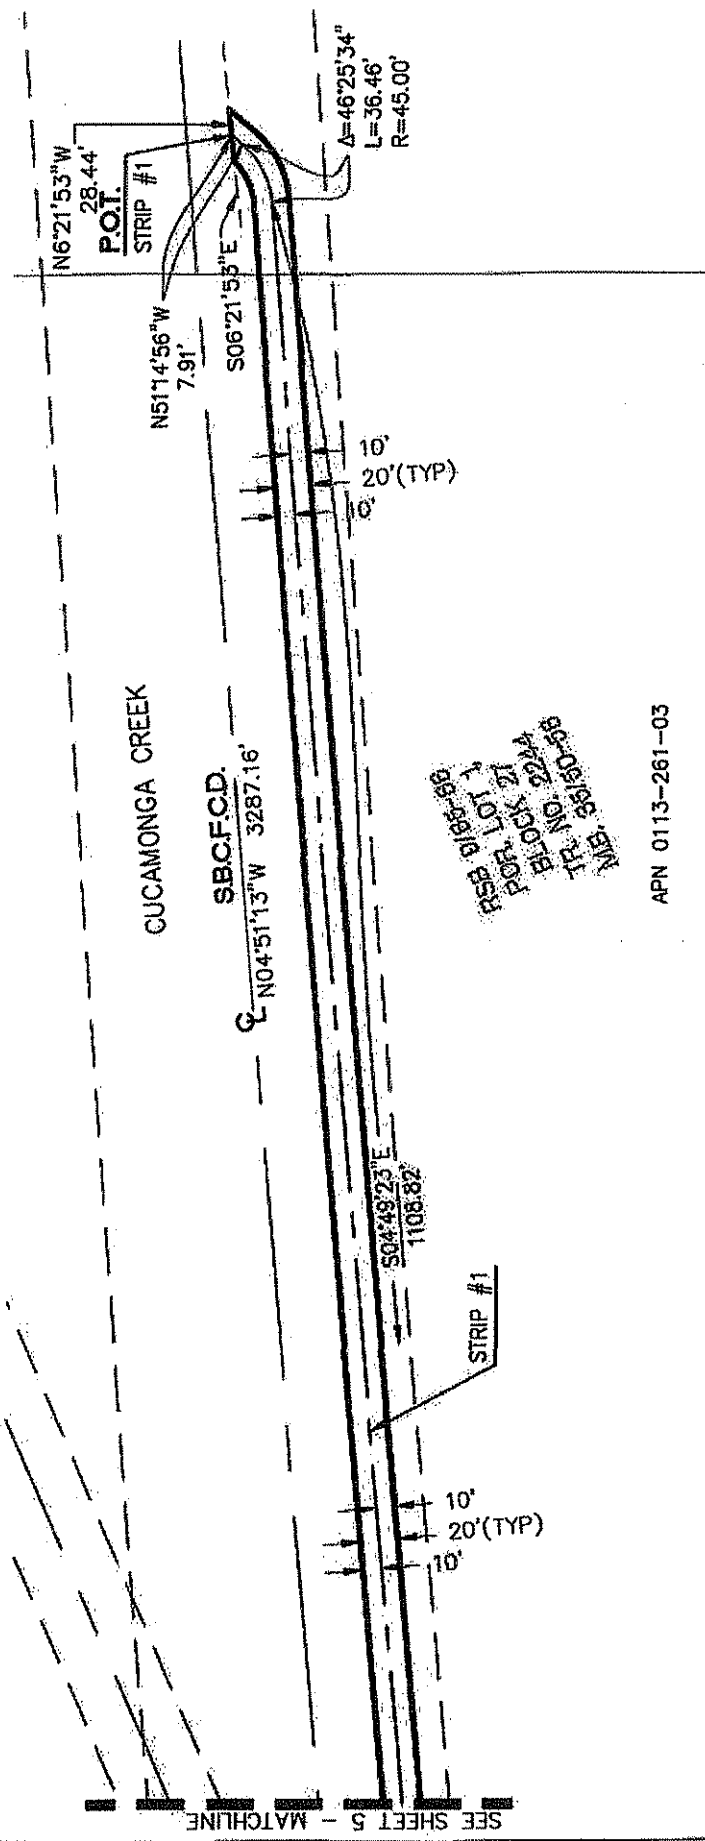 N6°21'53"W
28.44'
P.O.T.
STRIP #1
Δ=46°25'34"
L=36.46'
R=45.00'
N51°14'56"W
7.91'
S06°21'53"E
10'
20'(TYP)
10'
CUCAMONGA CREEK
S.B.C.F.C.D.
℄ N04°51'13"W 3287.16'
RSB
POR. LOT 4
BLOCK 27
TR. NO. 2244
M.B.
APN 0113-261-03
S04°49'23"E
1108.82'
STRIP #1
10'
20'(TYP)
10'
SEE SHEET 5 - MATCHLINE